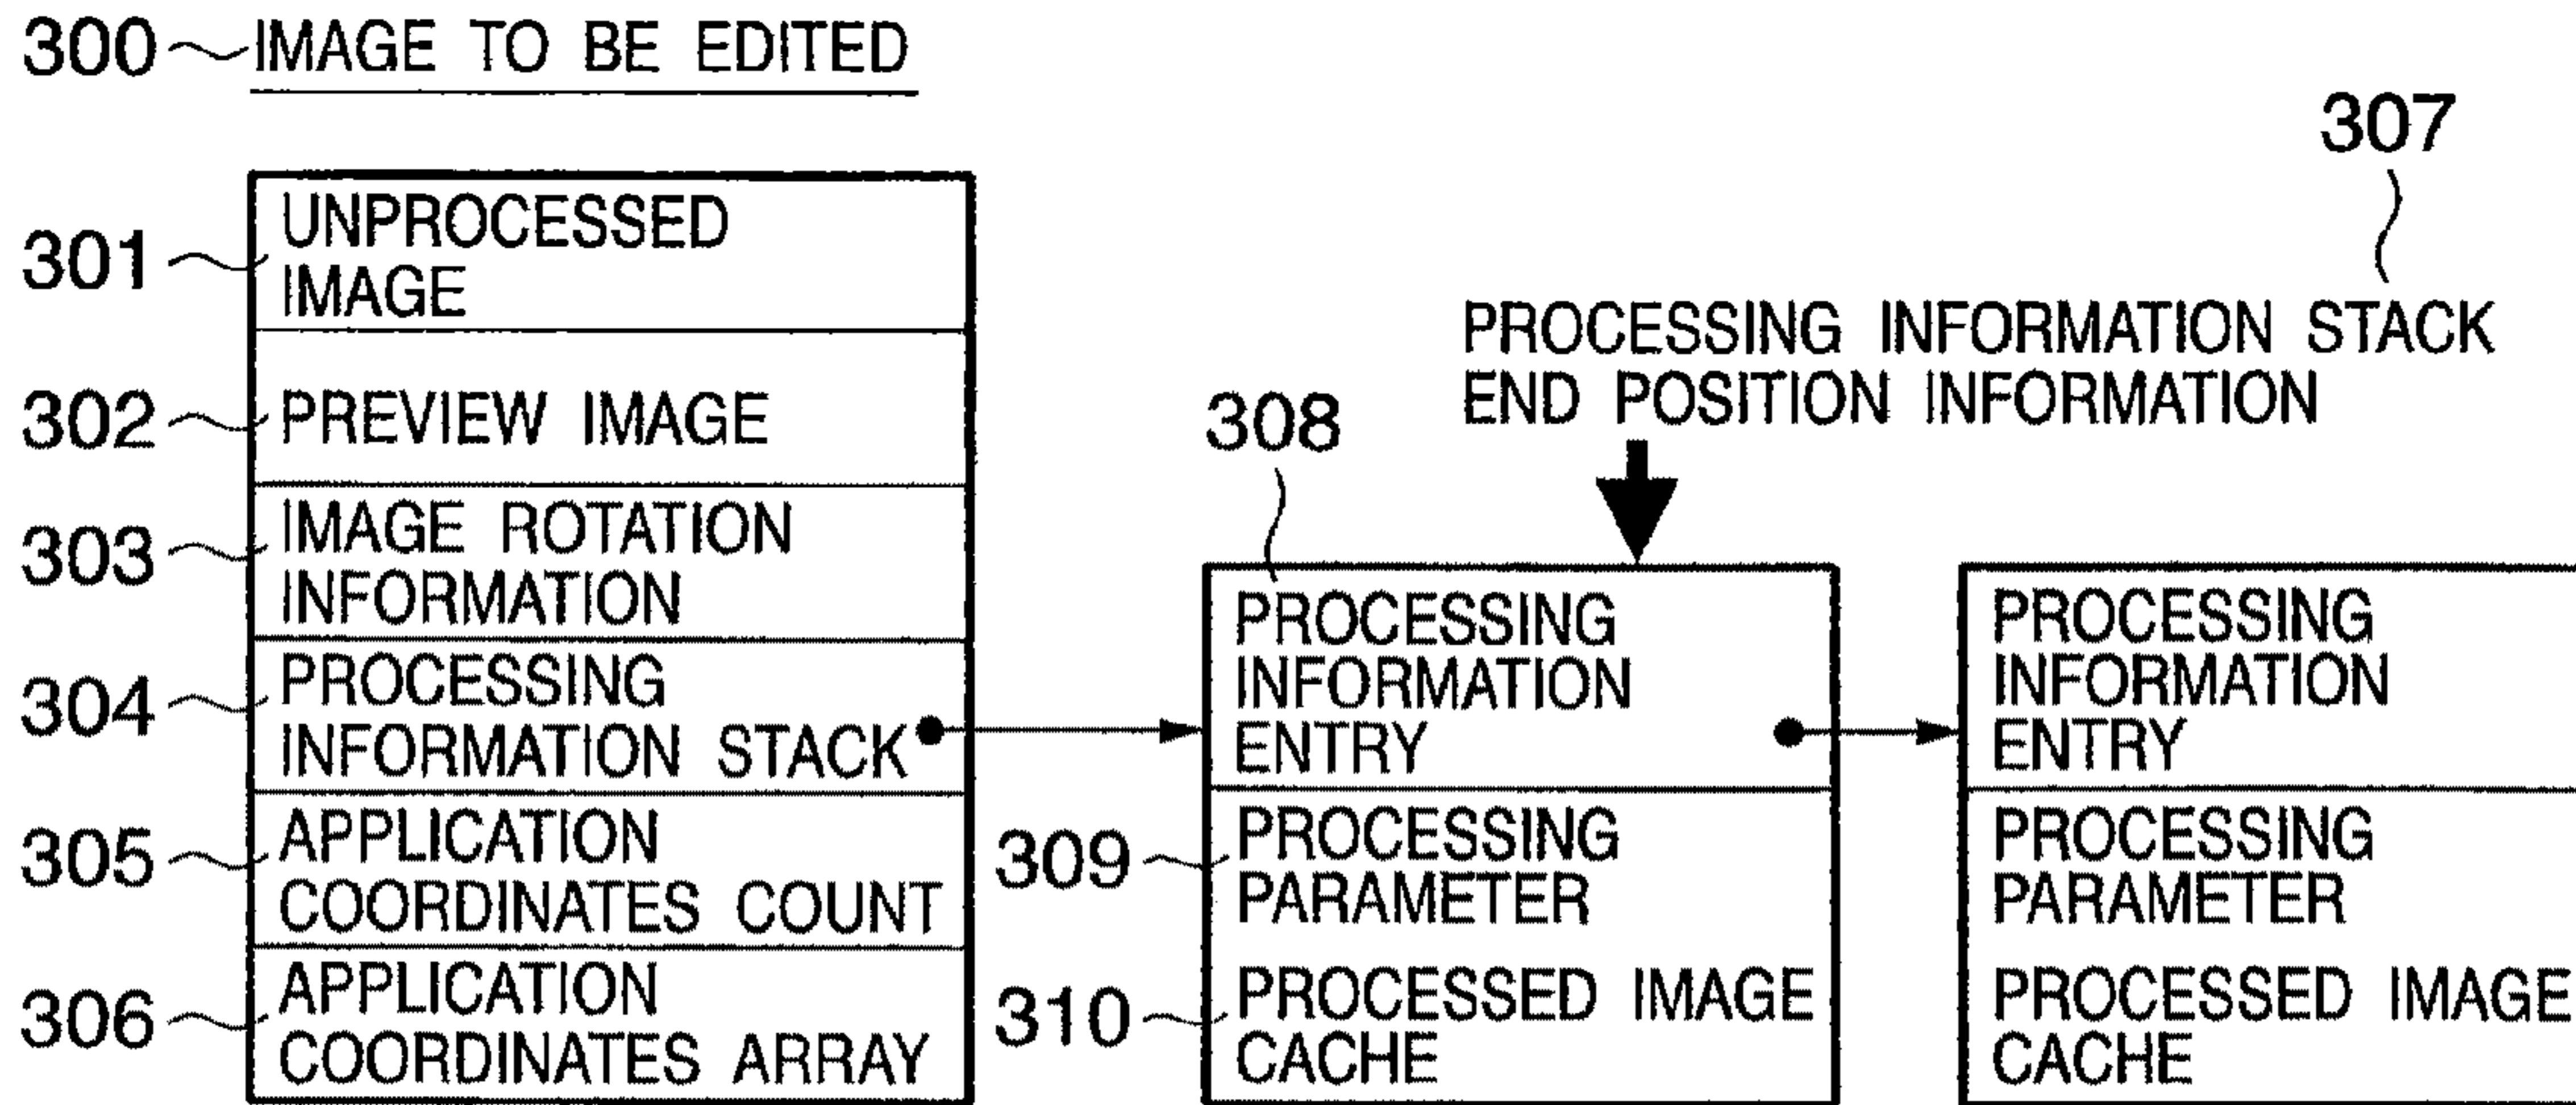 300 IMAGE TO BE EDITED
301
UNPROCESSED
IMAGE
302 PREVIEW IMAGE
303
IMAGE ROTATION
INFORMATION
304
PROCESSING
INFORMATION STACK
305
APPLICATION
COORDINATES COUNT
306
APPLICATION
COORDINATES ARRAY
307
PROCESSING INFORMATION STACK
END POSITION INFORMATION
308
PROCESSING
INFORMATION
ENTRY
309
PROCESSING
PARAMETER
310
PROCESSED IMAGE
CACHE
PROCESSING
INFORMATION
ENTRY
PROCESSING
PARAMETER
PROCESSED IMAGE
CACHE